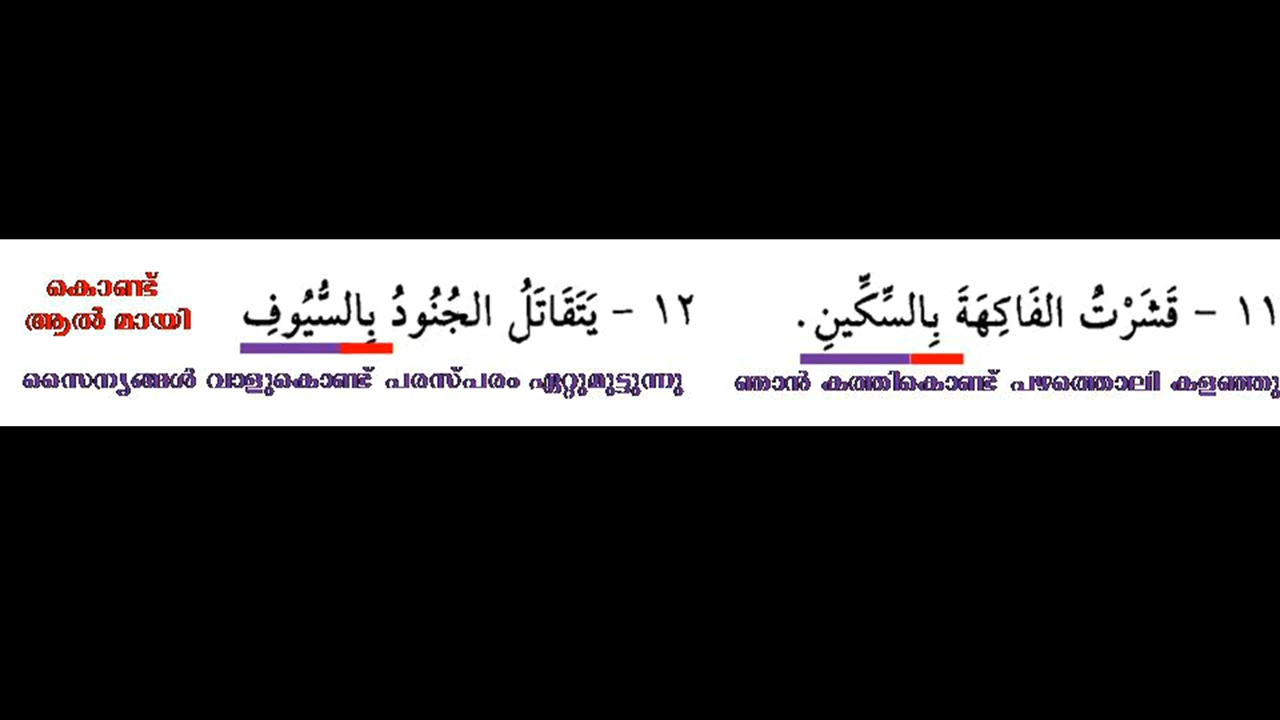 ١١ – قَشَرْتُ الفَاكِهَةَ بِالسِّكِّينِ .
١٢ – يَتَقَاتَلُ الجُنُودُ بِالسُّيُوفِ
കൊണ്ട്
ആൽ മായി
ഞാൻ കത്തികൊണ്ട് പഴത്തൊലി കളഞ്ഞു
സൈന്യങ്ങൾ വാളുകൊണ്ട് പരസ്പരം ഏറ്റുമുട്ടുന്നു